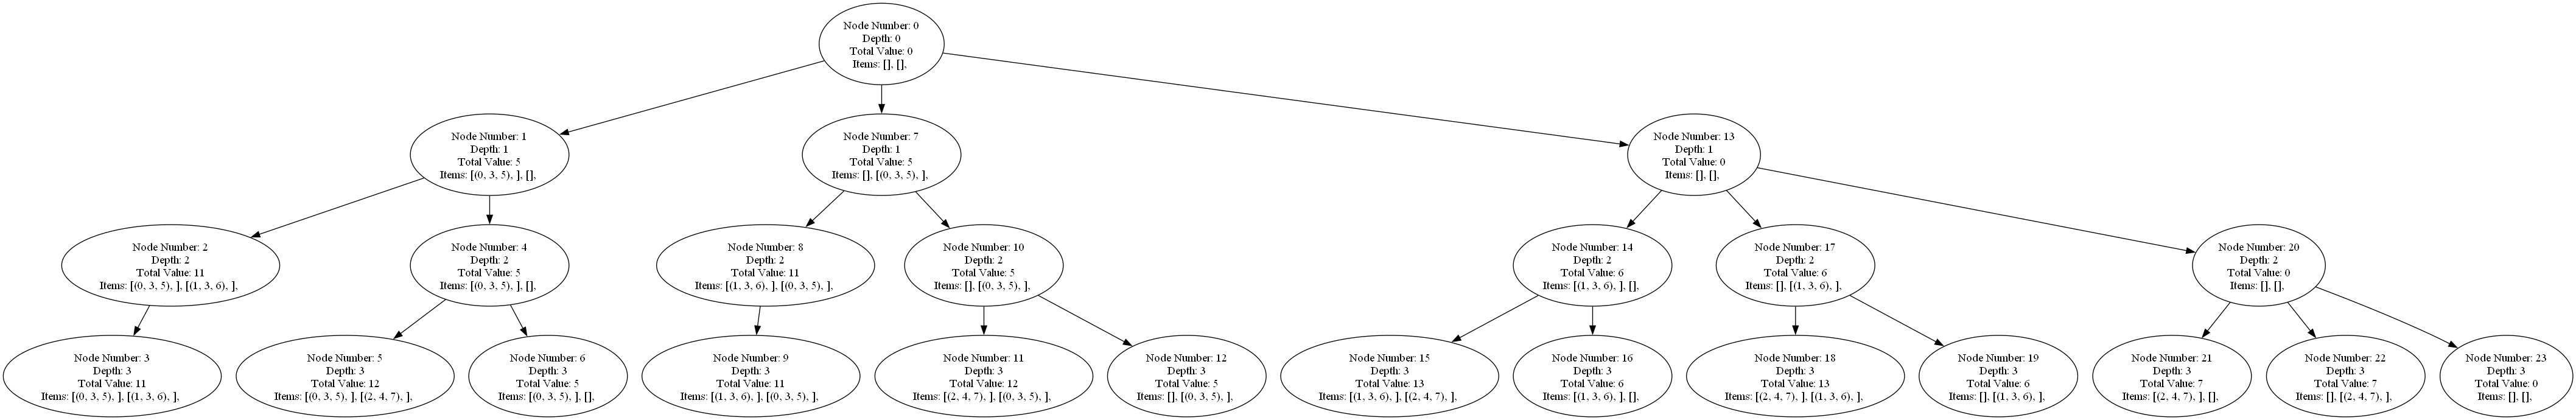 Node Number: 0
Depth: 0
Total Value: 0
Items: [], [],
Node Number: 1
Depth: 1
Total Value: 5
Items: [(0, 3, 5), ], [],
Node Number: 7
Depth: 1
Total Value: 5
Items: [], [(0, 3, 5), ],
Node Number: 13
Depth: 1
Total Value: 0
Items: [], [],
Node Number: 2
Depth: 2
Total Value: 11
Items: [(0, 3, 5), ], [(1, 3, 6), ],
Node Number: 4
Depth: 2
Total Value: 5
Items: [(0, 3, 5), ], [],
Node Number: 8
Depth: 2
Total Value: 11
Items: [(1, 3, 6), ], [(0, 3, 5), ],
Node Number: 10
Depth: 2
Total Value: 5
Items: [], [(0, 3, 5), ],
Node Number: 14
Depth: 2
Total Value: 6
Items: [(1, 3, 6), ], [],
Node Number: 17
Depth: 2
Total Value: 6
Items: [], [(1, 3, 6), ],
Node Number: 20
Depth: 2
Total Value: 0
Items: [], [],
Node Number: 3
Depth: 3
Total Value: 11
Items: [(0, 3, 5), ], [(1, 3, 6), ],
Node Number: 5
Depth: 3
Total Value: 12
Items: [(0, 3, 5), ], [(2, 4, 7), ],
Node Number: 6
Depth: 3
Total Value: 5
Items: [(0, 3, 5), ], [],
Node Number: 9
Depth: 3
Total Value: 11
Items: [(1, 3, 6), ], [(0, 3, 5), ],
Node Number: 11
Depth: 3
Total Value: 12
Items: [(2, 4, 7), ], [(0, 3, 5), ],
Node Number: 12
Depth: 3
Total Value: 5
Items: [], [(0, 3, 5), ],
Node Number: 15
Depth: 3
Total Value: 13
Items: [(1, 3, 6), ], [(2, 4, 7), ],
Node Number: 16
Depth: 3
Total Value: 6
Items: [(1, 3, 6), ], [],
Node Number: 18
Depth: 3
Total Value: 13
Items: [(2, 4, 7), ], [(1, 3, 6), ],
Node Number: 19
Depth: 3
Total Value: 6
Items: [], [(1, 3, 6), ],
Node Number: 21
Depth: 3
Total Value: 7
Items: [(2, 4, 7), ], [],
Node Number: 22
Depth: 3
Total Value: 7
Items: [], [(2, 4, 7), ],
Node Number: 23
Depth: 3
Total Value: 0
Items: [], [],